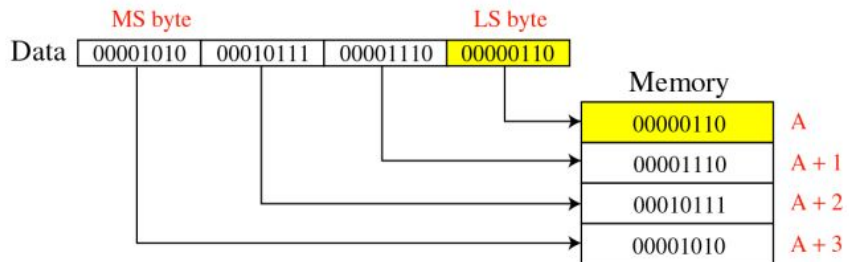 MS byte LS byte
Data 00001010 00010111 00001110 00000110
Memory
00000110 A
00001110 A + 1
00010111 A + 2
00001010 A + 3